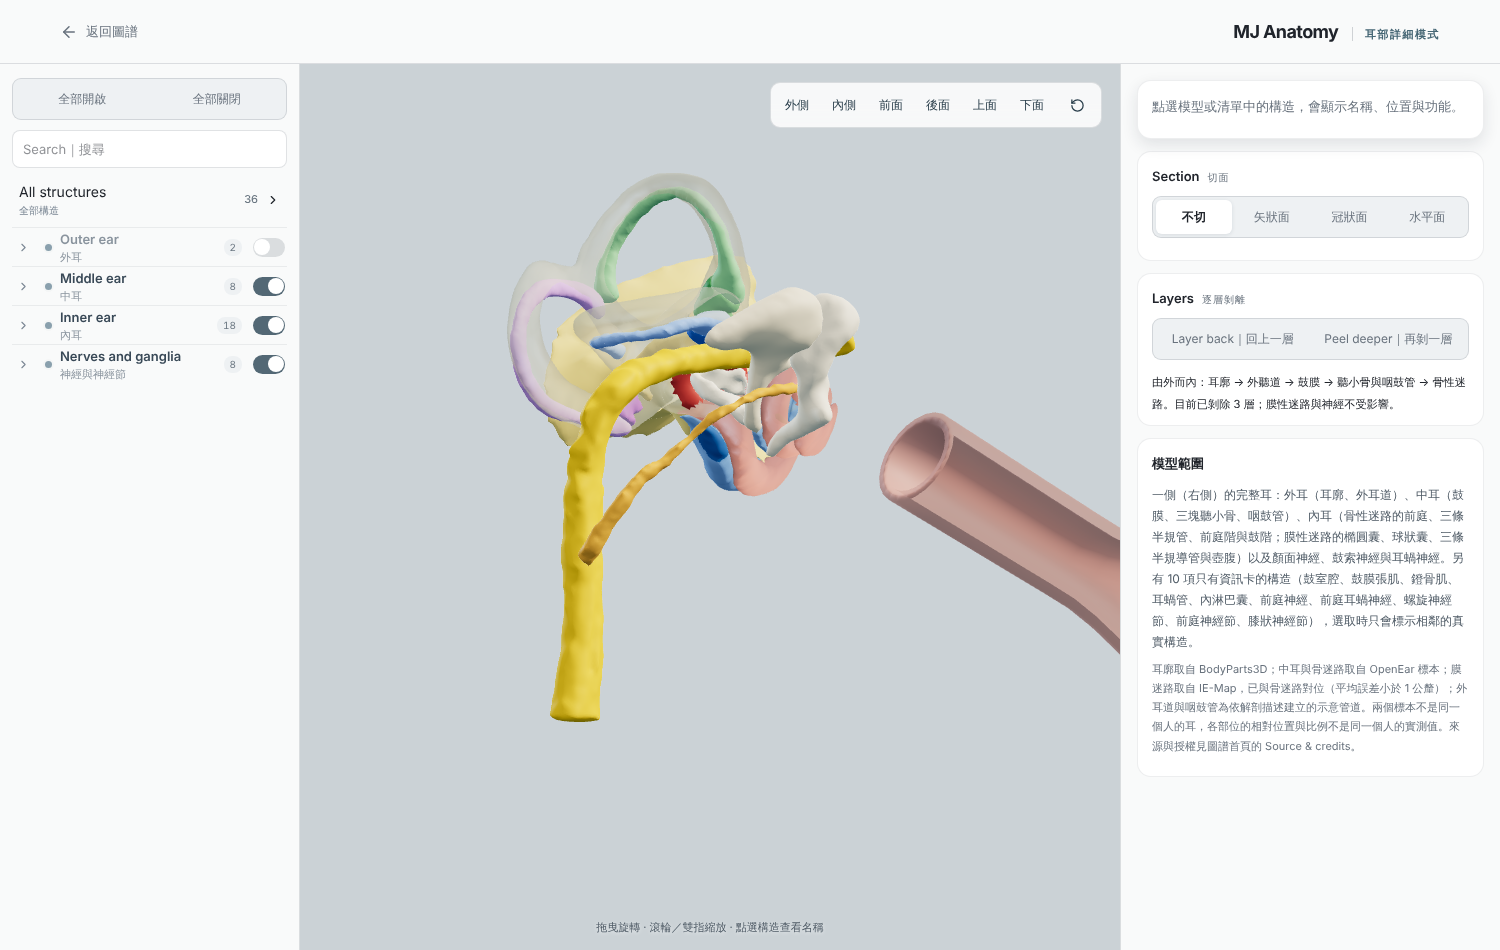 返回圖譜
MJ Anatomy
耳部詳細模式
全部開啟
全部關閉
Search｜搜尋
All structures
全部構造
36
Outer ear
外耳
2
Middle ear
中耳
8
Inner ear
內耳
18
Nerves and ganglia
神經與神經節
8
外側
內側
前面
後面
上面
下面
拖曳旋轉 · 滾輪／雙指縮放 · 點選構造查看名稱
點選模型或清單中的構造，會顯示名稱、位置與功能。
Section 切面
不切
矢狀面
冠狀面
水平面
Layers 逐層剝離
Layer back｜回上一層
Peel deeper｜再剝一層
由外而內：耳廓 → 外聽道 → 鼓膜 → 聽小骨與咽鼓管 → 骨性迷
路。目前已剝除 3 層；膜性迷路與神經不受影響。
模型範圍
一側（右側）的完整耳：外耳（耳廓、外耳道）、中耳（鼓
膜、三塊聽小骨、咽鼓管）、內耳（骨性迷路的前庭、三條
半規管、前庭階與鼓階；膜性迷路的橢圓囊、球狀囊、三條
半規導管與壺腹）以及顏面神經、鼓索神經與耳蝸神經。另
有 10 項只有資訊卡的構造（鼓室腔、鼓膜張肌、鐙骨肌、
耳蝸管、內淋巴囊、前庭神經、前庭耳蝸神經、螺旋神經
節、前庭神經節、膝狀神經節），選取時只會標示相鄰的真
實構造。
耳廓取自 BodyParts3D；中耳與骨迷路取自 OpenEar 標本；膜
迷路取自 IE-Map，已與骨迷路對位（平均誤差小於 1 公釐）；外
耳道與咽鼓管為依解剖描述建立的示意管道。兩個標本不是同一
個人的耳，各部位的相對位置與比例不是同一個人的實測值。來
源與授權見圖譜首頁的 Source & credits。